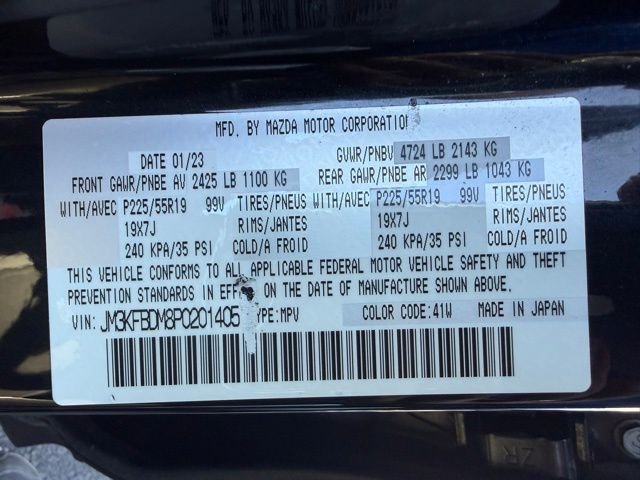 MFD. BY MAZDA MOTOR CORPORATION
DATE 01/23 GVWR/PNBV 4724 LB 2143 KG
FRONT GAWR/PNBE AV 2425 LB 1100 KG REAR GAWR/PNBE AR 2299 LB 1043 KG
WITH/AVEC P225/55R19 99V TIRES/PNEUS WITH/AVEC P225/55R19 99V TIRES/PNEUS
19X7J RIMS/JANTES 19X7J RIMS/JANTES
240 KPA/35 PSI COLD/A FROID 240 KPA/35 PSI COLD/A FROID
THIS VEHICLE CONFORMS TO ALL APPLICABLE FEDERAL MOTOR VEHICLE SAFETY AND THEFT
PREVENTION STANDARDS IN EFFECT ON THE DATE OF MANUFACTURE SHOWN ABOVE.
VIN: JM3KFBDM8P0201405 TYPE:MPV COLOR CODE:41W MADE IN JAPAN
ZR